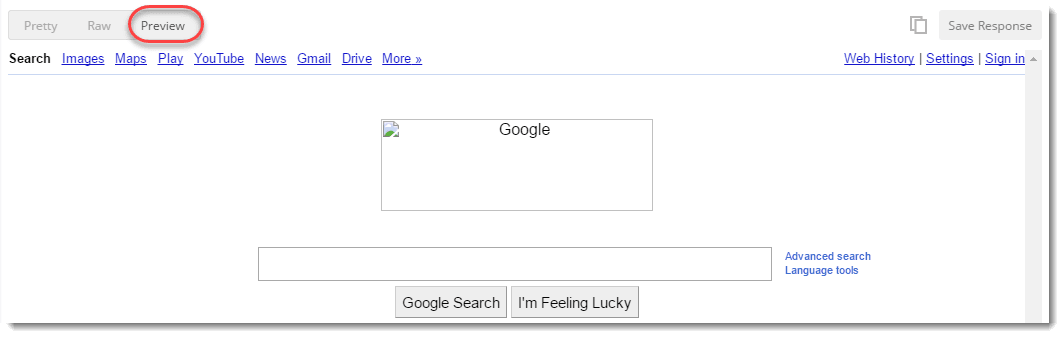 Pretty Raw Preview Save Response
Search Images Maps Play YouTube News Gmail Drive More » Web History | Settings | Sign in
Google
Advanced search
Language tools
Google Search I'm Feeling Lucky